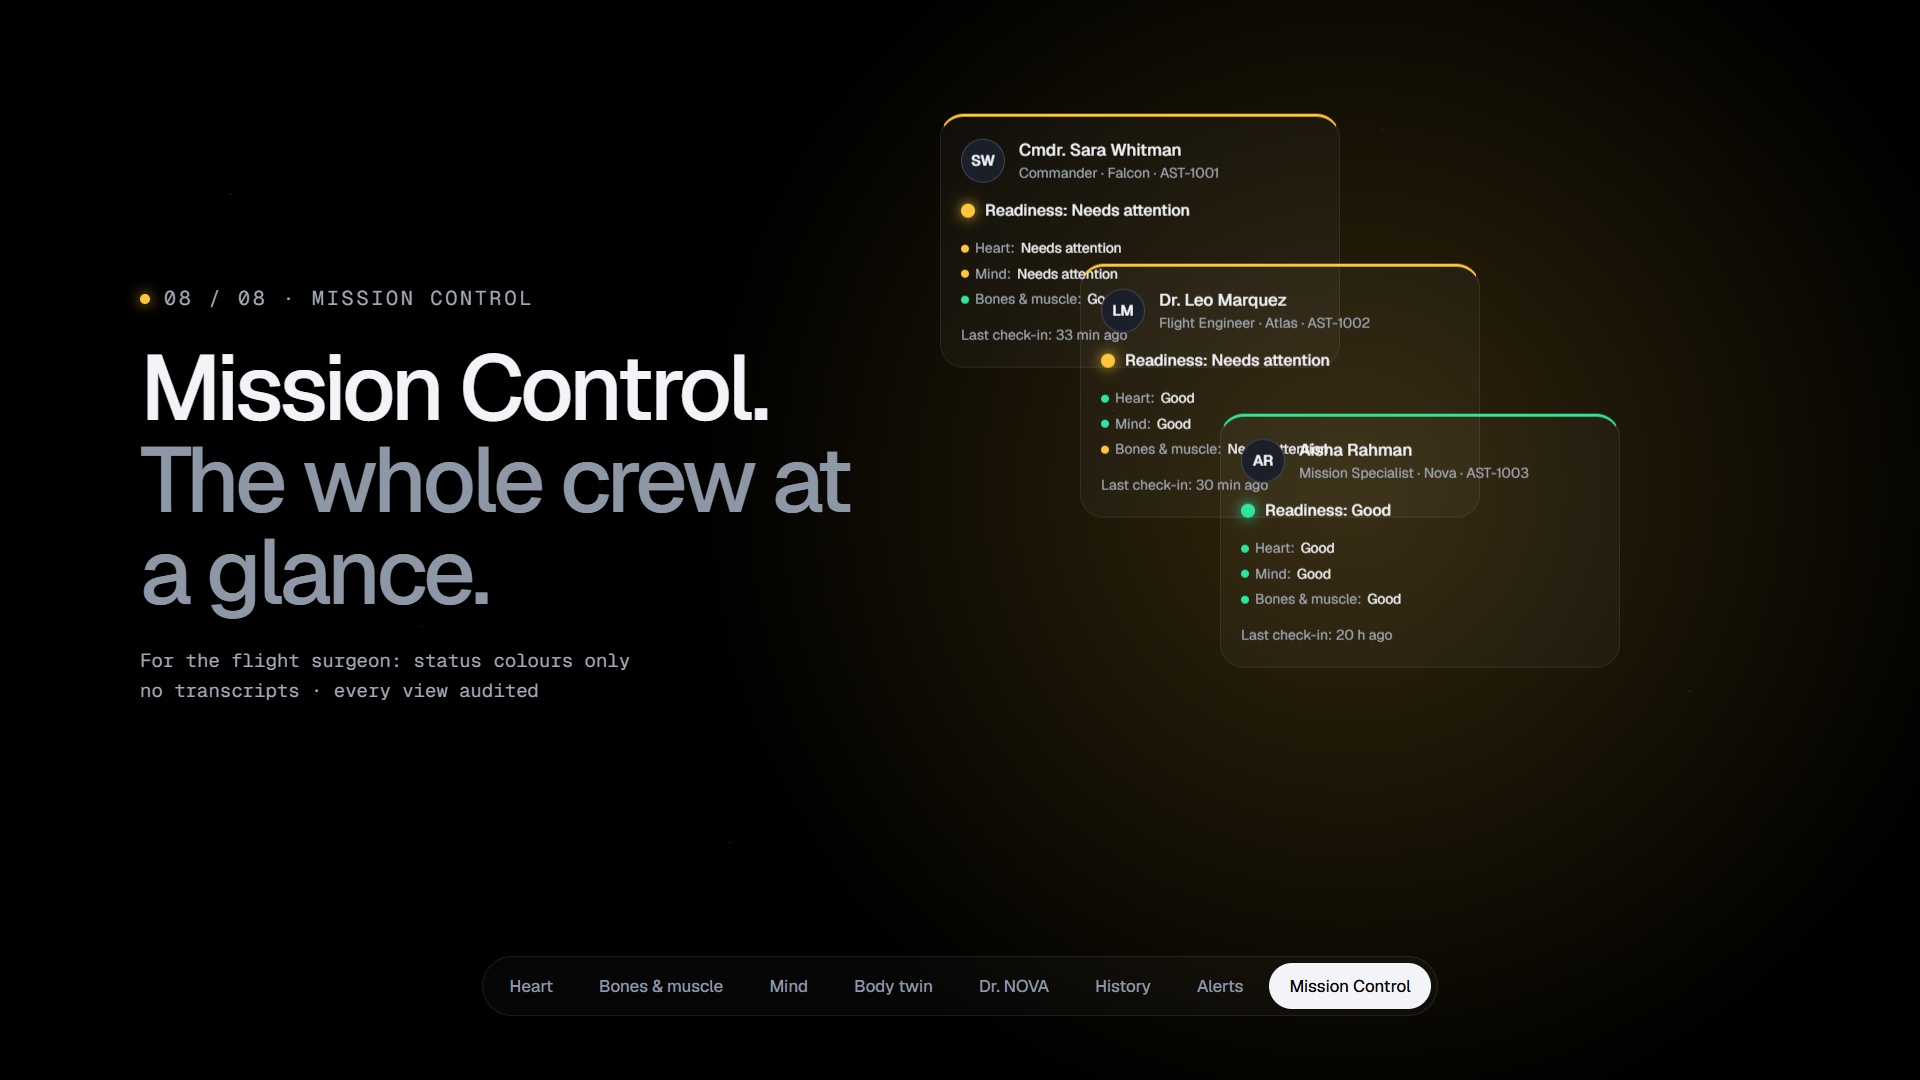 08 / 08 · MISSION CONTROL
Mission Control.
The whole crew at
a glance.
For the flight surgeon: status colours only
no transcripts · every view audited
SW
Cmdr. Sara Whitman
Commander · Falcon · AST-1001
Readiness: Needs attention
Heart: Needs attention
Mind: Needs attention
Bones & muscle:
Last check-in: 33 min ago
LM
Dr. Leo Marquez
Flight Engineer · Atlas · AST-1002
Readiness: Needs attention
Heart: Good
Mind: Good
Bones & muscle:
Last check-in: 30 min ago
AR
Aisha Rahman
Mission Specialist · Nova · AST-1003
Readiness: Good
Heart: Good
Mind: Good
Bones & muscle: Good
Last check-in: 20 h ago
Heart Bones & muscle Mind Body twin Dr. NOVA History Alerts Mission Control